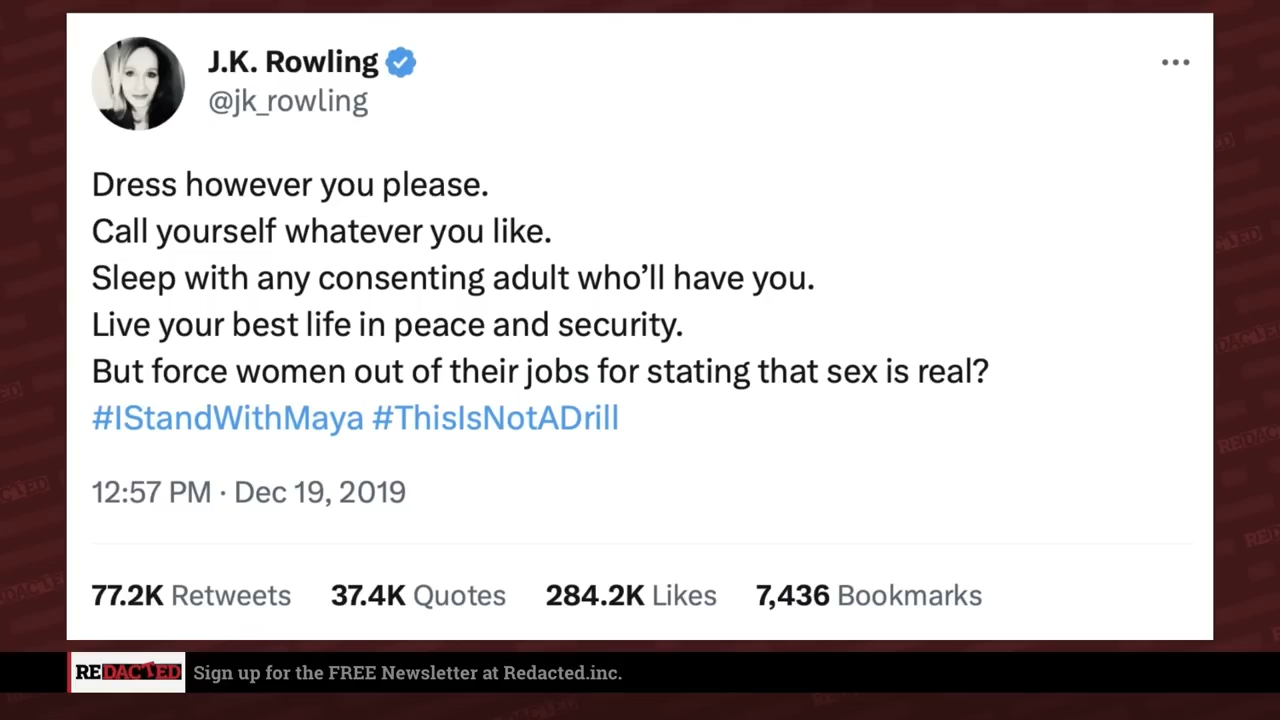 J.K. Rowling
@jk_rowling
Dress however you please.
Call yourself whatever you like.
Sleep with any consenting adult who’ll have you.
Live your best life in peace and security.
But force women out of their jobs for stating that sex is real?
#IStandWithMaya #ThisIsNotADrill
12:57 PM · Dec 19, 2019
77.2K Retweets 37.4K Quotes 284.2K Likes 7,436 Bookmarks
REDACTED Sign up for the FREE Newsletter at Redacted.inc.